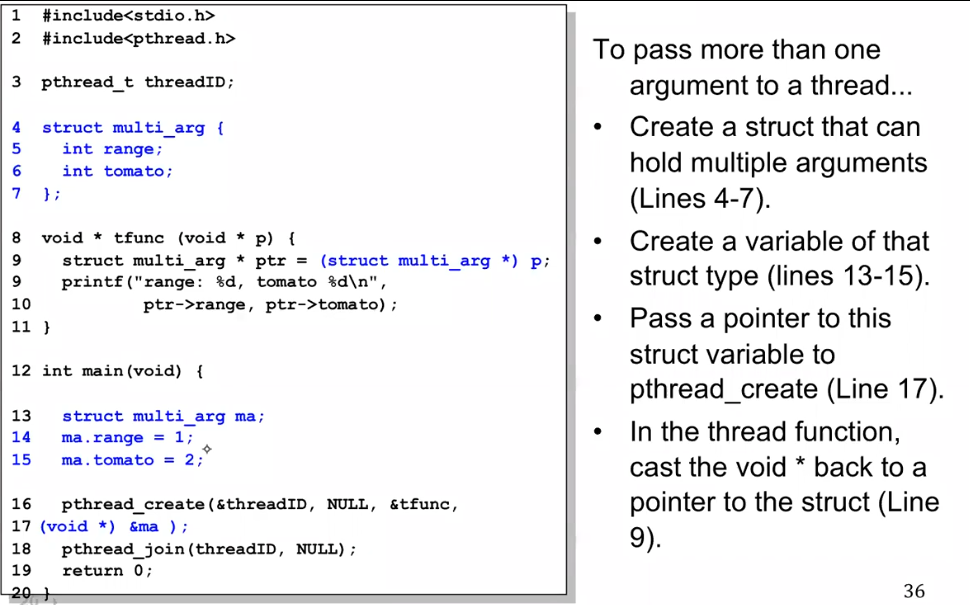 1 #include<stdio.h>
2 #include<pthread.h>
3 pthread_t threadID;
4 struct multi_arg {
5 int range;
6 int tomato;
7 };
8 void * tfunc (void * p) {
9 struct multi_arg * ptr = (struct multi_arg *) p;
9 printf("range: %d, tomato %d\n",
10 ptr->range, ptr->tomato);
11 }
12 int main(void) {
13 struct multi_arg ma;
14 ma.range = 1;
15 ma.tomato = 2;
16 pthread_create(&threadID, NULL, &tfunc,
17 (void *) &ma );
18 pthread_join(threadID, NULL);
19 return 0;
20 }
To pass more than one
argument to a thread...
• Create a struct that can
hold multiple arguments
(Lines 4-7).
• Create a variable of that
struct type (lines 13-15).
• Pass a pointer to this
struct variable to
pthread_create (Line 17).
• In the thread function,
cast the void * back to a
pointer to the struct (Line
9).
36